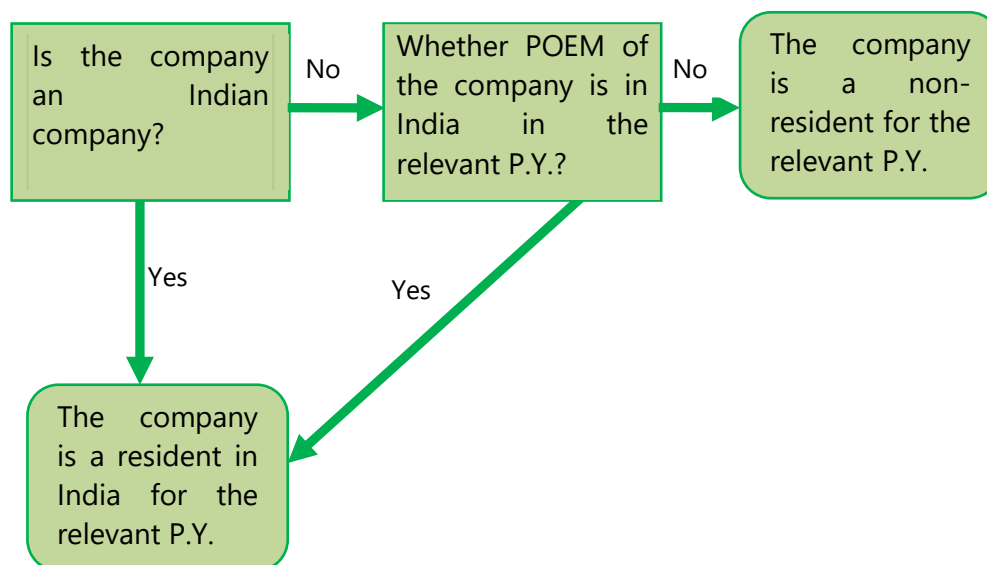 Is the company
an Indian
company?
No
Whether POEM of
the company is in
India in the
relevant P.Y.?
No
The company
is a non-
resident for the
relevant P.Y.
Yes
Yes
The company
is a resident in
India for the
relevant P.Y.